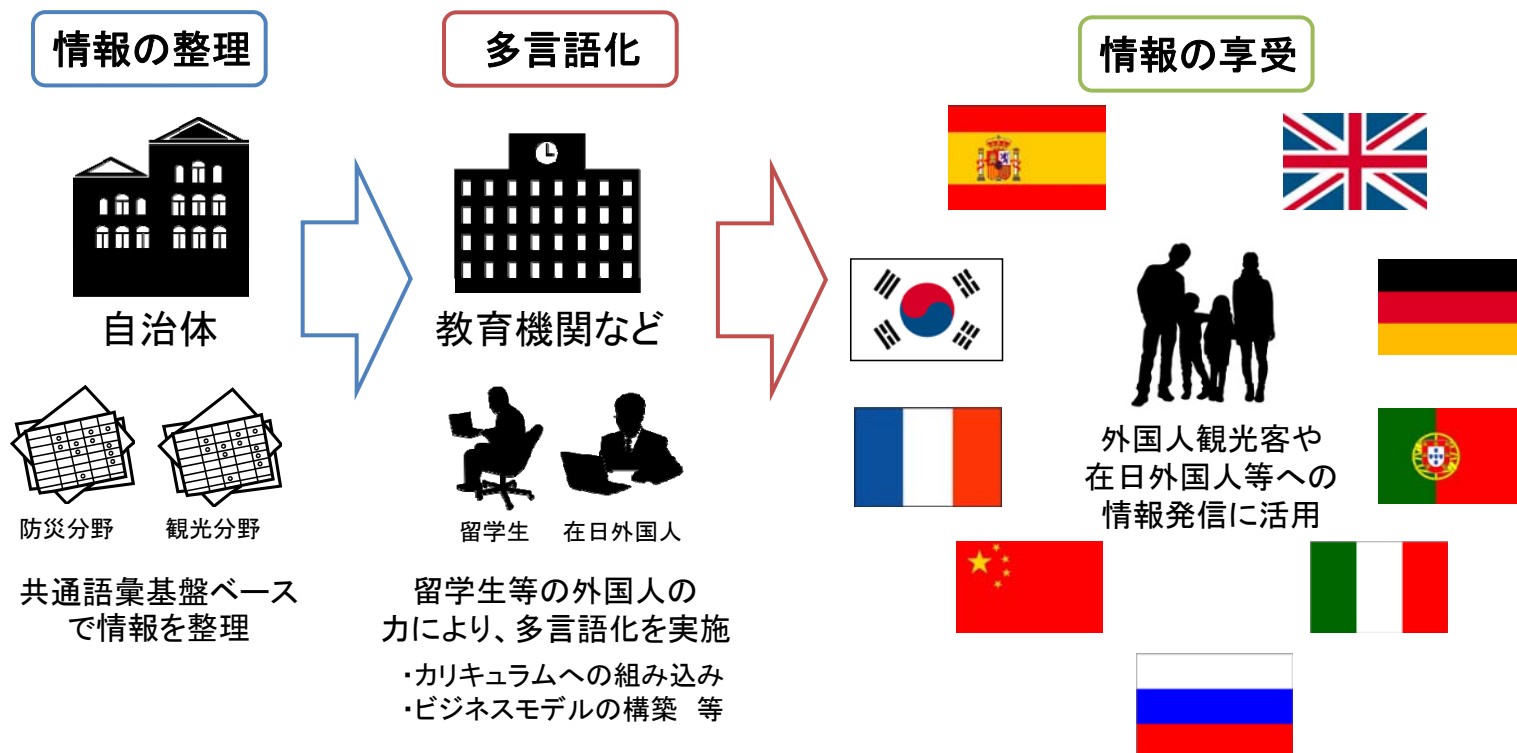 情報の整理
自治体
防災分野
観光分野
共通語彙基盤ベース
で情報を整理
多言語化
教育機関など
留学生
在日外国人
留学生等の外国人の
力により、多言語化を実施
・カリキュラムへの組み込み
・ビジネスモデルの構築　等
情報の享受
外国人観光客や
在日外国人等への
情報発信に活用